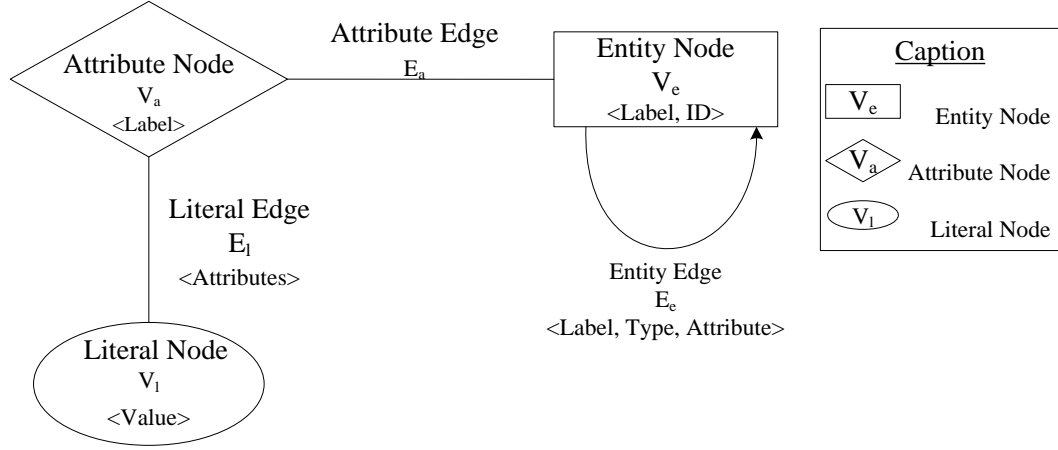 Attribute Node
Va
<Label>
Attribute Edge
Ea
Entity Node
Ve
<Label, ID>
Literal Edge
El
<Attributes>
Entity Edge
Ee
<Label, Type, Attribute>
Literal Node
Vl
<Value>
Caption
Ve
Entity Node
Va
Attribute Node
Vl
Literal Node